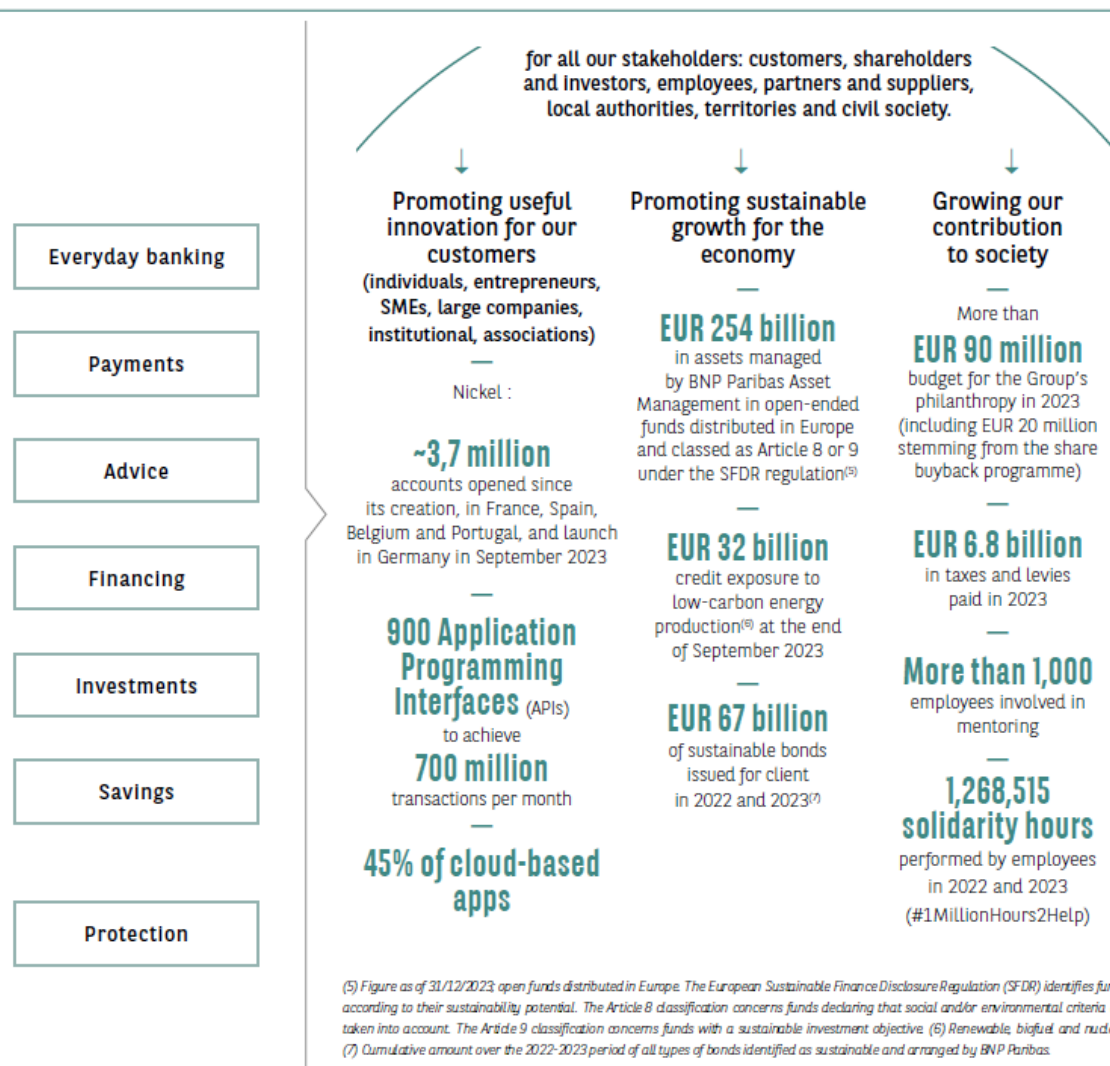 for all our stakeholders: customers, shareholders
and investors, employees, partners and suppliers,
local authorities, territories and civil society.
Everyday banking
Payments
Advice
Financing
Investments
Savings
Protection
Promoting useful
innovation for our
customers
(individuals, entrepreneurs,
SMEs, large companies,
institutional, associations)
Nickel :
~3,7 million
accounts opened since
its creation, in France, Spain,
Belgium and Portugal, and launch
in Germany in September 2023
900 Application
Programming
Interfaces (APIs)
to achieve
700 million
transactions per month
45% of cloud-based
apps
Promoting sustainable
growth for the
economy
EUR 254 billion
in assets managed
by BNP Paribas Asset
Management in open-ended
funds distributed in Europe
and classed as Article 8 or 9
under the SFDR regulation(5)
EUR 32 billion
credit exposure to
low-carbon energy
production(6) at the end
of September 2023
EUR 67 billion
of sustainable bonds
issued for client
in 2022 and 2023(7)
Growing our
contribution
to society
More than
EUR 90 million
budget for the Group's
philanthropy in 2023
(including EUR 20 million
stemming from the share
buyback programme)
EUR 6.8 billion
in taxes and levies
paid in 2023
More than 1,000
employees involved in
mentoring
1,268,515
solidarity hours
performed by employees
in 2022 and 2023
(#1MillionHours2Help)
(5) Figure as of 31/12/2023; open funds distributed in Europe. The European Sustainable Finance Disclosure Regulation (SFDR) identifies
according to their sustainability potential. The Article 8 classification concerns funds declaring that social and/or environmental criteria
taken into account. The Article 9 classification concerns funds with a sustainable investment objective. (6) Renewable, biofuel and
(7) Cumulative amount over the 2022-2023 period of all types of bonds identified as sustainable and arranged by BNP Paribas.